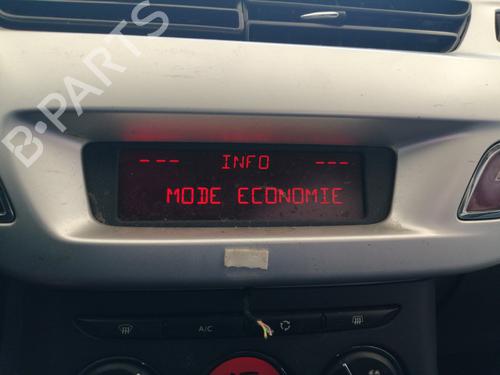 B-PARTS
--- INFO ---
MODE ECONOMIE
A/C